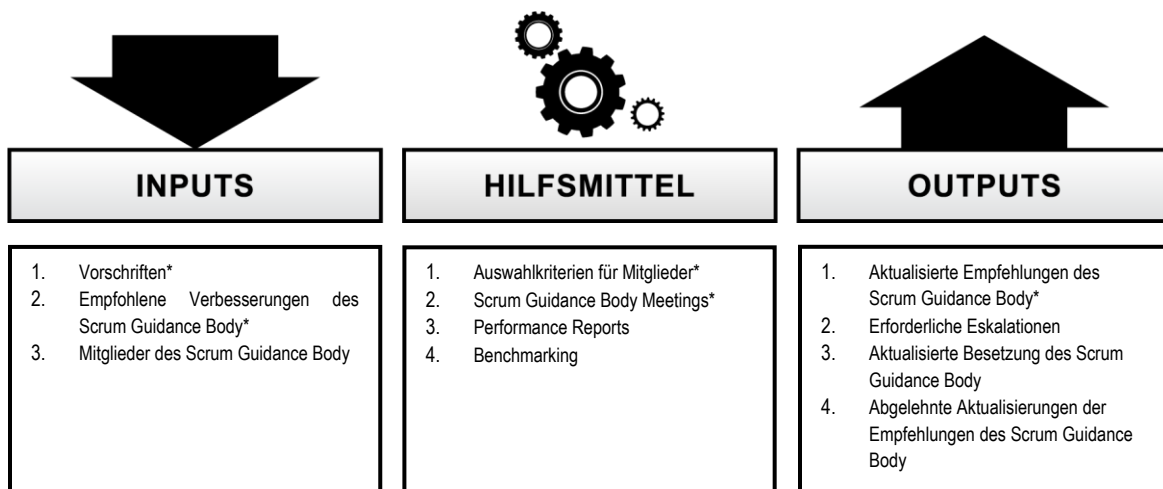 INPUTS
1. Vorschriften*
2. Empfohlene Verbesserungen des
Scrum Guidance Body*
3. Mitglieder des Scrum Guidance Body
HILFSMITTEL
1. Auswahlkriterien für Mitglieder*
2. Scrum Guidance Body Meetings*
3. Performance Reports
4. Benchmarking
OUTPUTS
1. Aktualisierte Empfehlungen des
Scrum Guidance Body*
2. Erforderliche Eskalationen
3. Aktualisierte Besetzung des Scrum
Guidance Body
4. Abgelehnte Aktualisierungen der
Empfehlungen des Scrum Guidance
Body